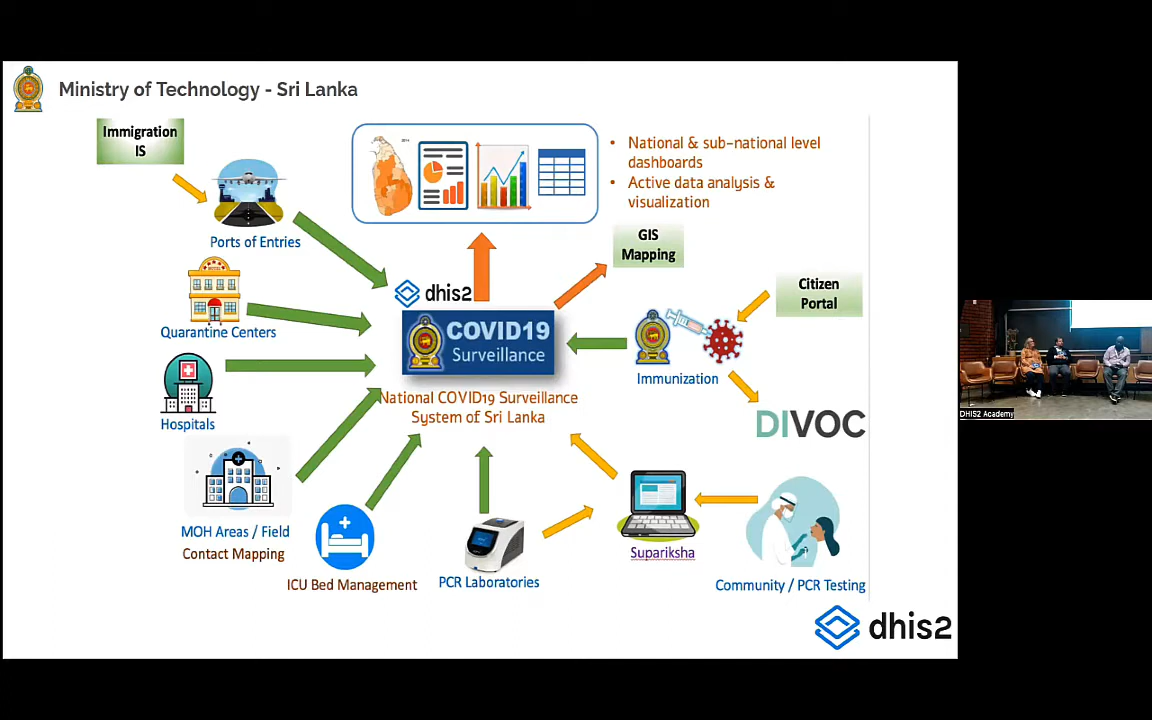 Ministry of Technology - Sri Lanka
Immigration
IS
Ports of Entries
National & sub-national level
dashboards
Active data analysis &
visualization
GIS
Mapping
Citizen
Portal
dhis2
COVID19
Surveillance
National COVID19 Surveillance
System of Sri Lanka
Quarantine Centers
Hospitals
MOH Areas / Field
Contact Mapping
ICU Bed Management
PCR Laboratories
Supariksha
Community / PCR Testing
Immunization
DIVOC
dhis2
DHIS2 Academy